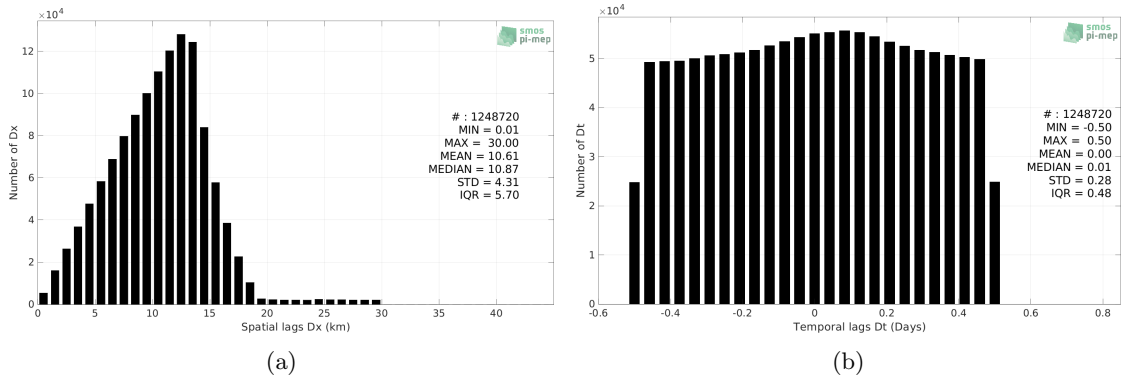 ×10⁴
12
10
8
6
4
2
0
Number of Dx
0 5 10 15 20 25 30 35 40
Spatial lags Dx (km)
smos
pi-mep
# : 1248720
MIN = 0.01
MAX = 30.00
MEAN = 10.61
MEDIAN = 10.87
STD = 4.31
IQR = 5.70
(a)
×10⁴
5
4
3
2
1
0
Number of Dt
-0.6 -0.4 -0.2 0 0.2 0.4 0.6 0.8
Temporal lags Dt (Days)
smos
pi-mep
# : 1248720
MIN = -0.50
MAX = 0.50
MEAN = 0.00
MEDIAN = 0.01
STD = 0.28
IQR = 0.48
(b)